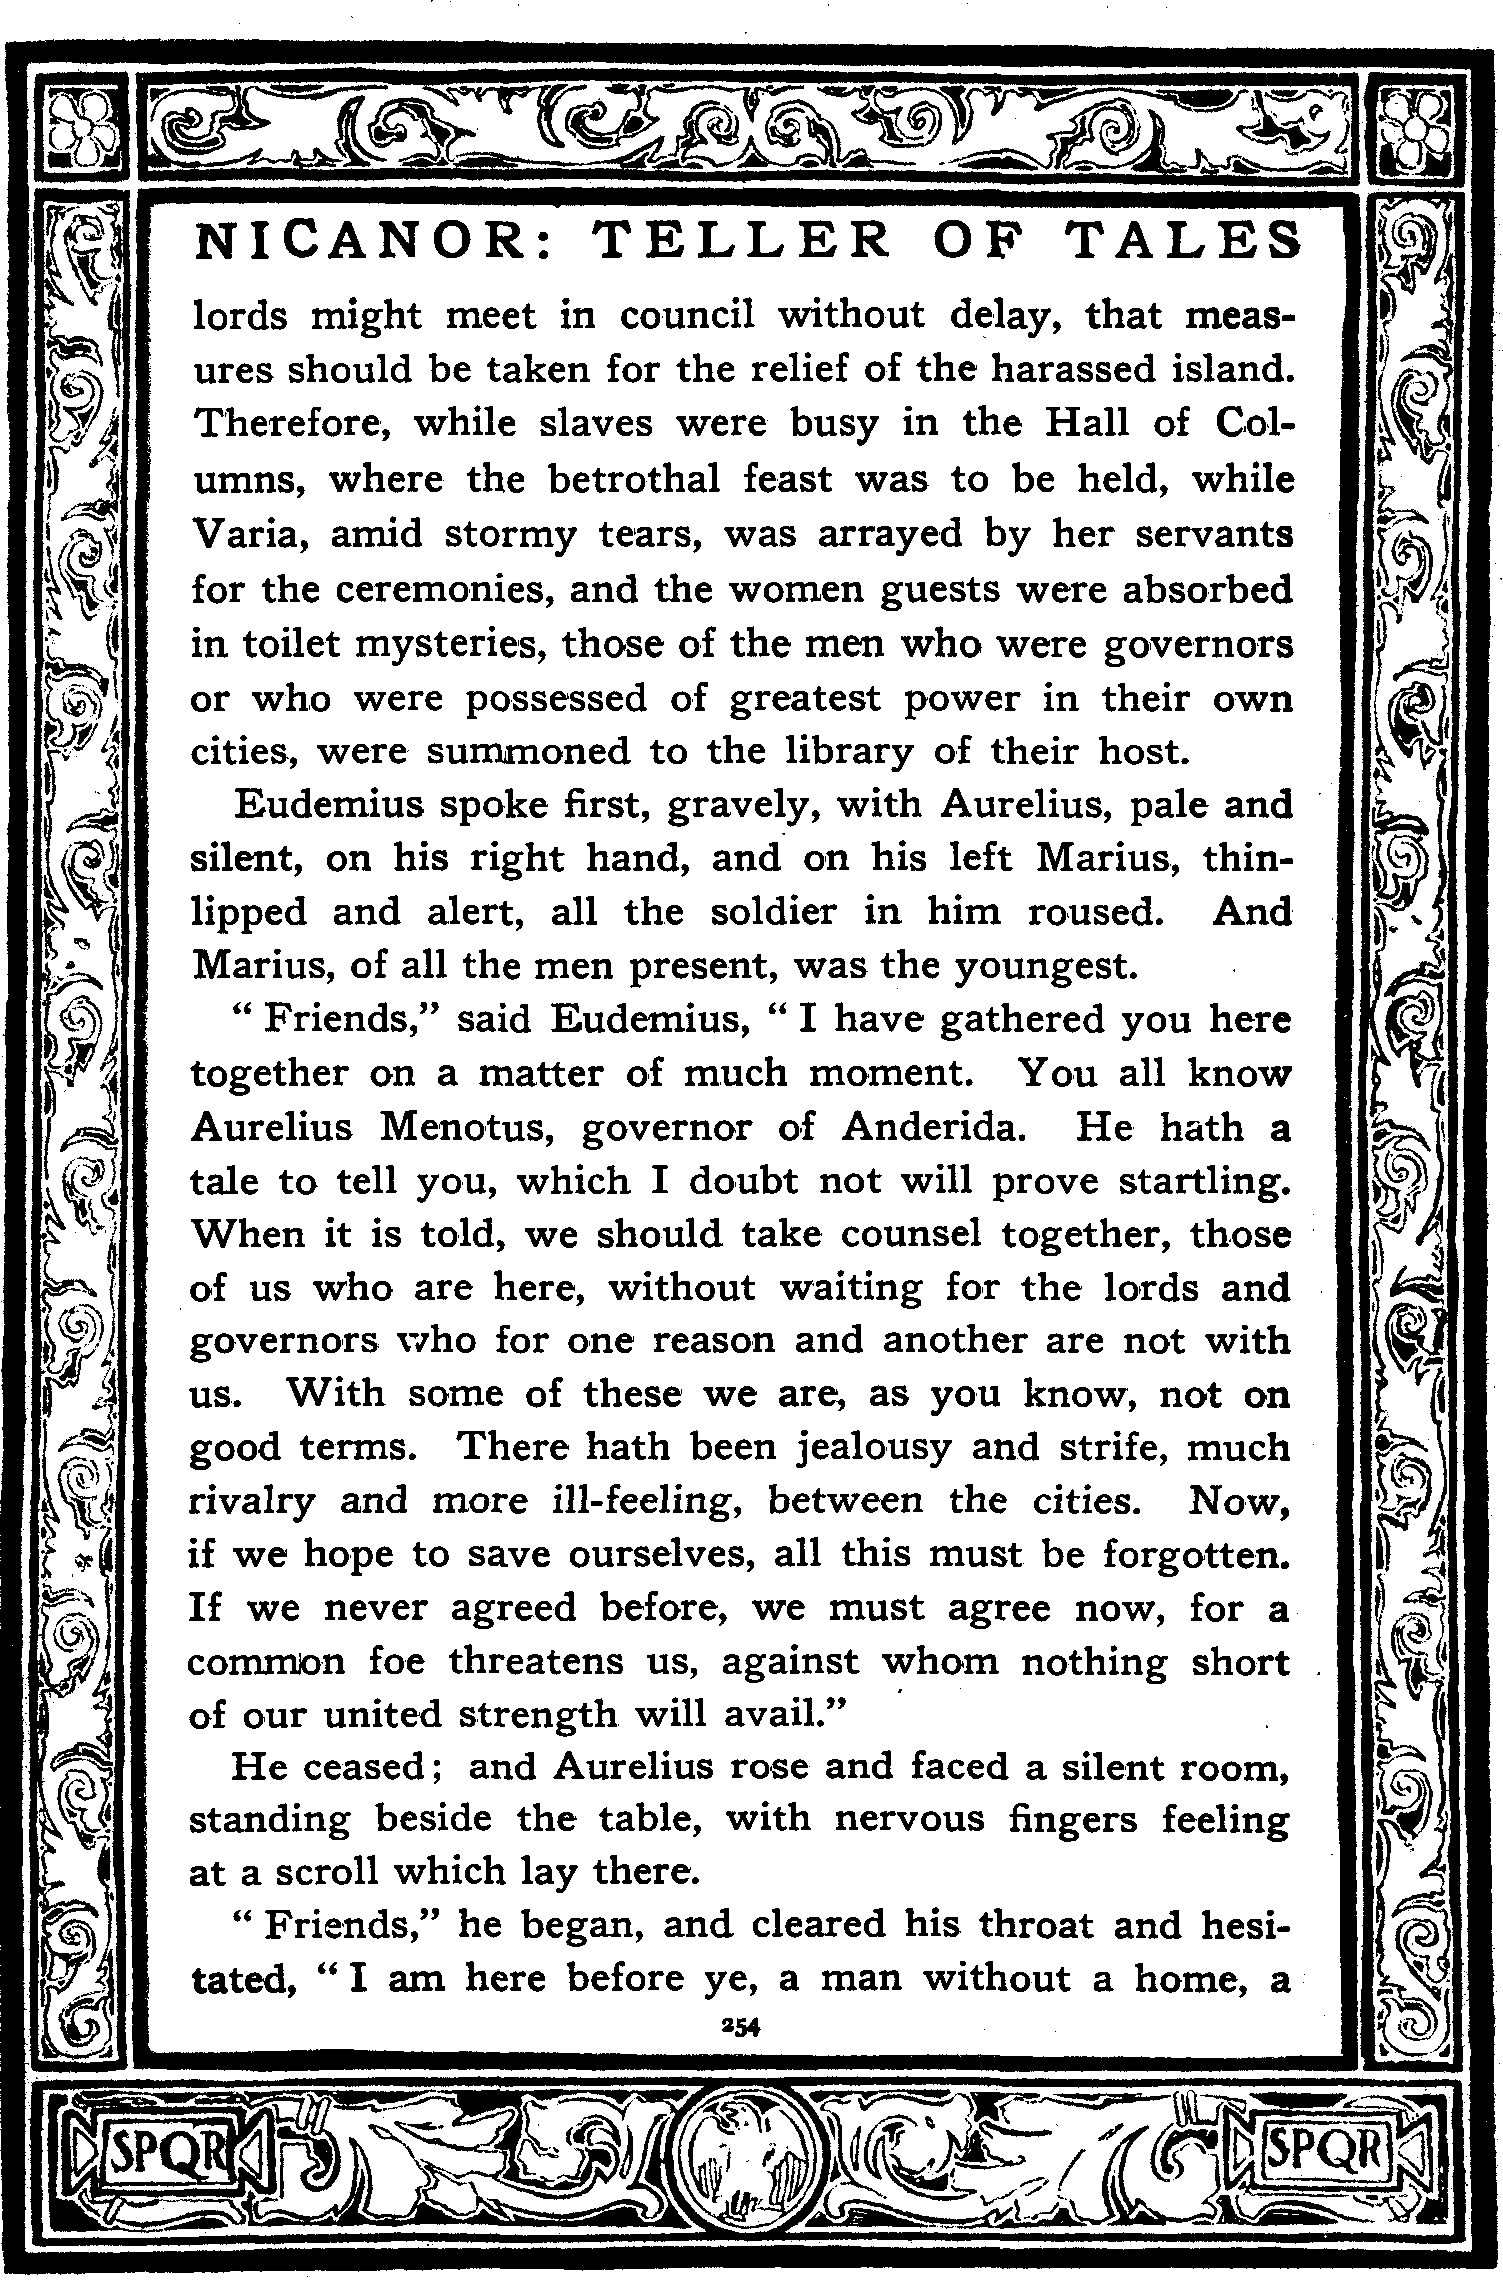 NICANOR: TELLER OF TALES
lords might meet in council without delay, that meas-
ures should be taken for the relief of the harassed island.
Therefore, while slaves were busy in the Hall of Col-
umns, where the betrothal feast was to be held, while
Varia, amid stormy tears, was arrayed by her servants
for the ceremonies, and the women guests were absorbed
in toilet mysteries, those of the men who were governors
or who were possessed of greatest power in their own
cities, were summoned to the library of their host.
Eudemius spoke first, gravely, with Aurelius, pale and
silent, on his right hand, and on his left Marius, thin-
lipped and alert, all the soldier in him roused. And
Marius, of all the men present, was the youngest.
“ Friends,” said Eudemius, “ I have gathered you here
together on a matter of much moment. You all know
Aurelius Menotus, governor of Anderida. He hath a
tale to tell you, which I doubt not will prove startling.
When it is told, we should take counsel together, those
of us who are here, without waiting for the lords and
governors who for one reason and another are not with
us. With some of these we are, as you know, not on
good terms. There hath been jealousy and strife, much
rivalry and more ill-feeling, between the cities. Now,
if we hope to save ourselves, all this must be forgotten.
If we never agreed before, we must agree now, for a
common foe threatens us, against whom nothing short
of our united strength will avail.”
He ceased; and Aurelius rose and faced a silent room,
standing beside the table, with nervous fingers feeling
at a scroll which lay there.
“ Friends,” he began, and cleared his throat and hesi-
tated, “ I am here before ye, a man without a home, a
254
SPQR SPQR